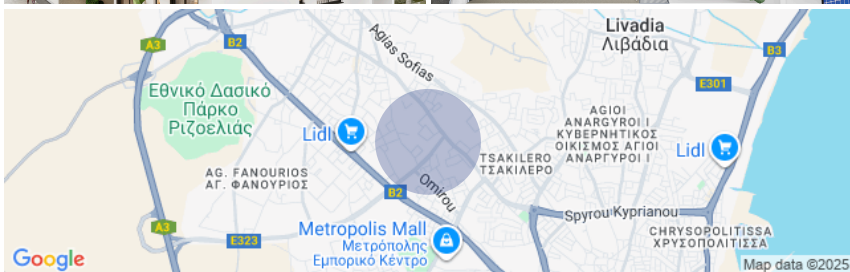 Livadia
Λιβάδια
A3
B2
B3
Agias Sofias
E301
Εθνικό Δασικό
Πάρκο
Ριζοελιάς
Lidl
AGIOI
ANARGYROI I
ΚΥΒΕΡΝΗΤΙΚΟΣ
ΟΙΚΙΣΜΟΣ ΑΓΙΟΙ
ΑΝΑΡΓΥΡΟΙ Ι
Lidl
TSAKILERO
ΤΣΑΚΙΛΕΡΟ
AG. FANOURIOS
ΑΓ. ΦΑΝΟΥΡΙΟΣ
B2
Omirou
Spyrou Kyprianou
A3
E323
Metropolis Mall
Μετρόπολης
Εμπορικό Κέντρο
CHRYSOPOLITISSA
ΧΡΥΣΟΠΟΛΙΤΙΣΣΑ
Google
Map data ©2025